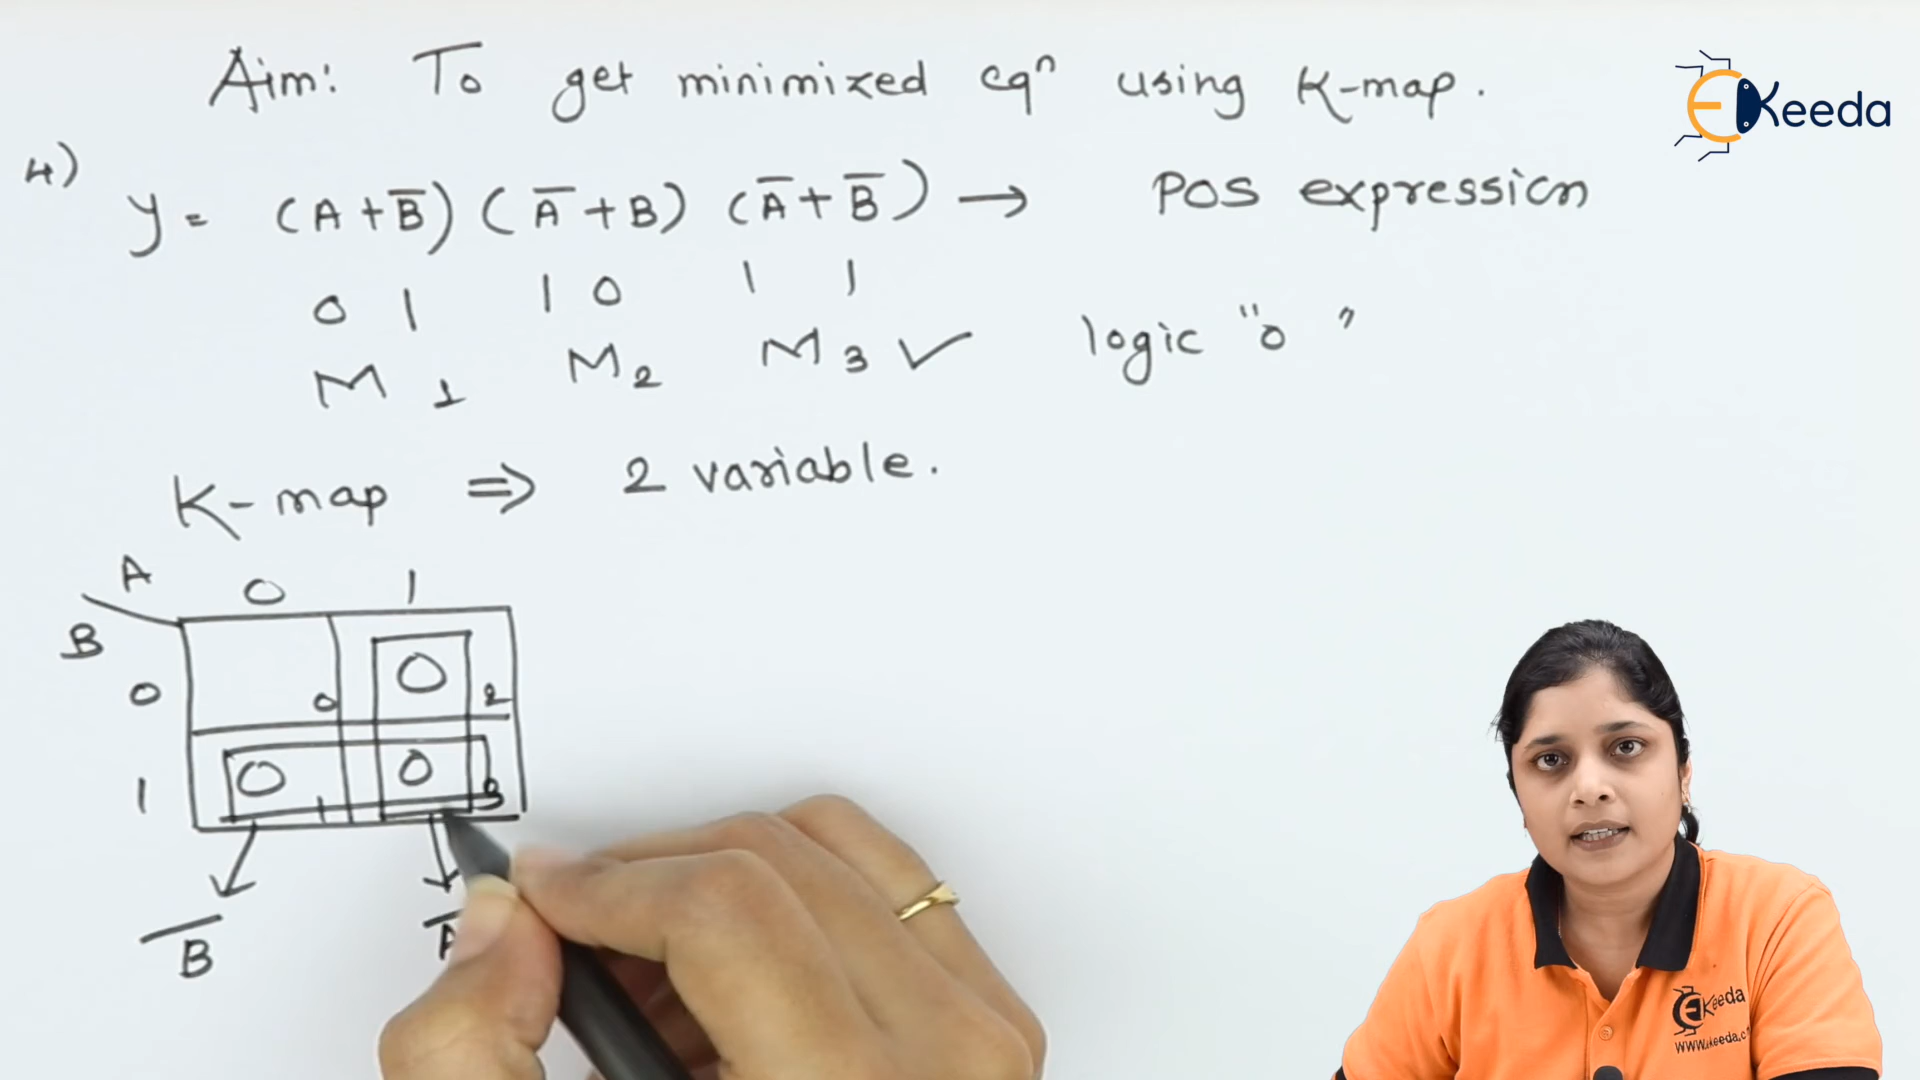 Aim: To get minimized eqⁿ using K-map.
EKeeda
4)
y = (A + B̅) (A̅ + B) (A̅ + B̅) → POS expression
0 1 1 0 1 1
M1 M2 M3 ✓ logic "0"
K-map ⇒ 2 variable.
A 0 1
B
0 0 0 2
1 0 1 0 3
B̅
EKeeda